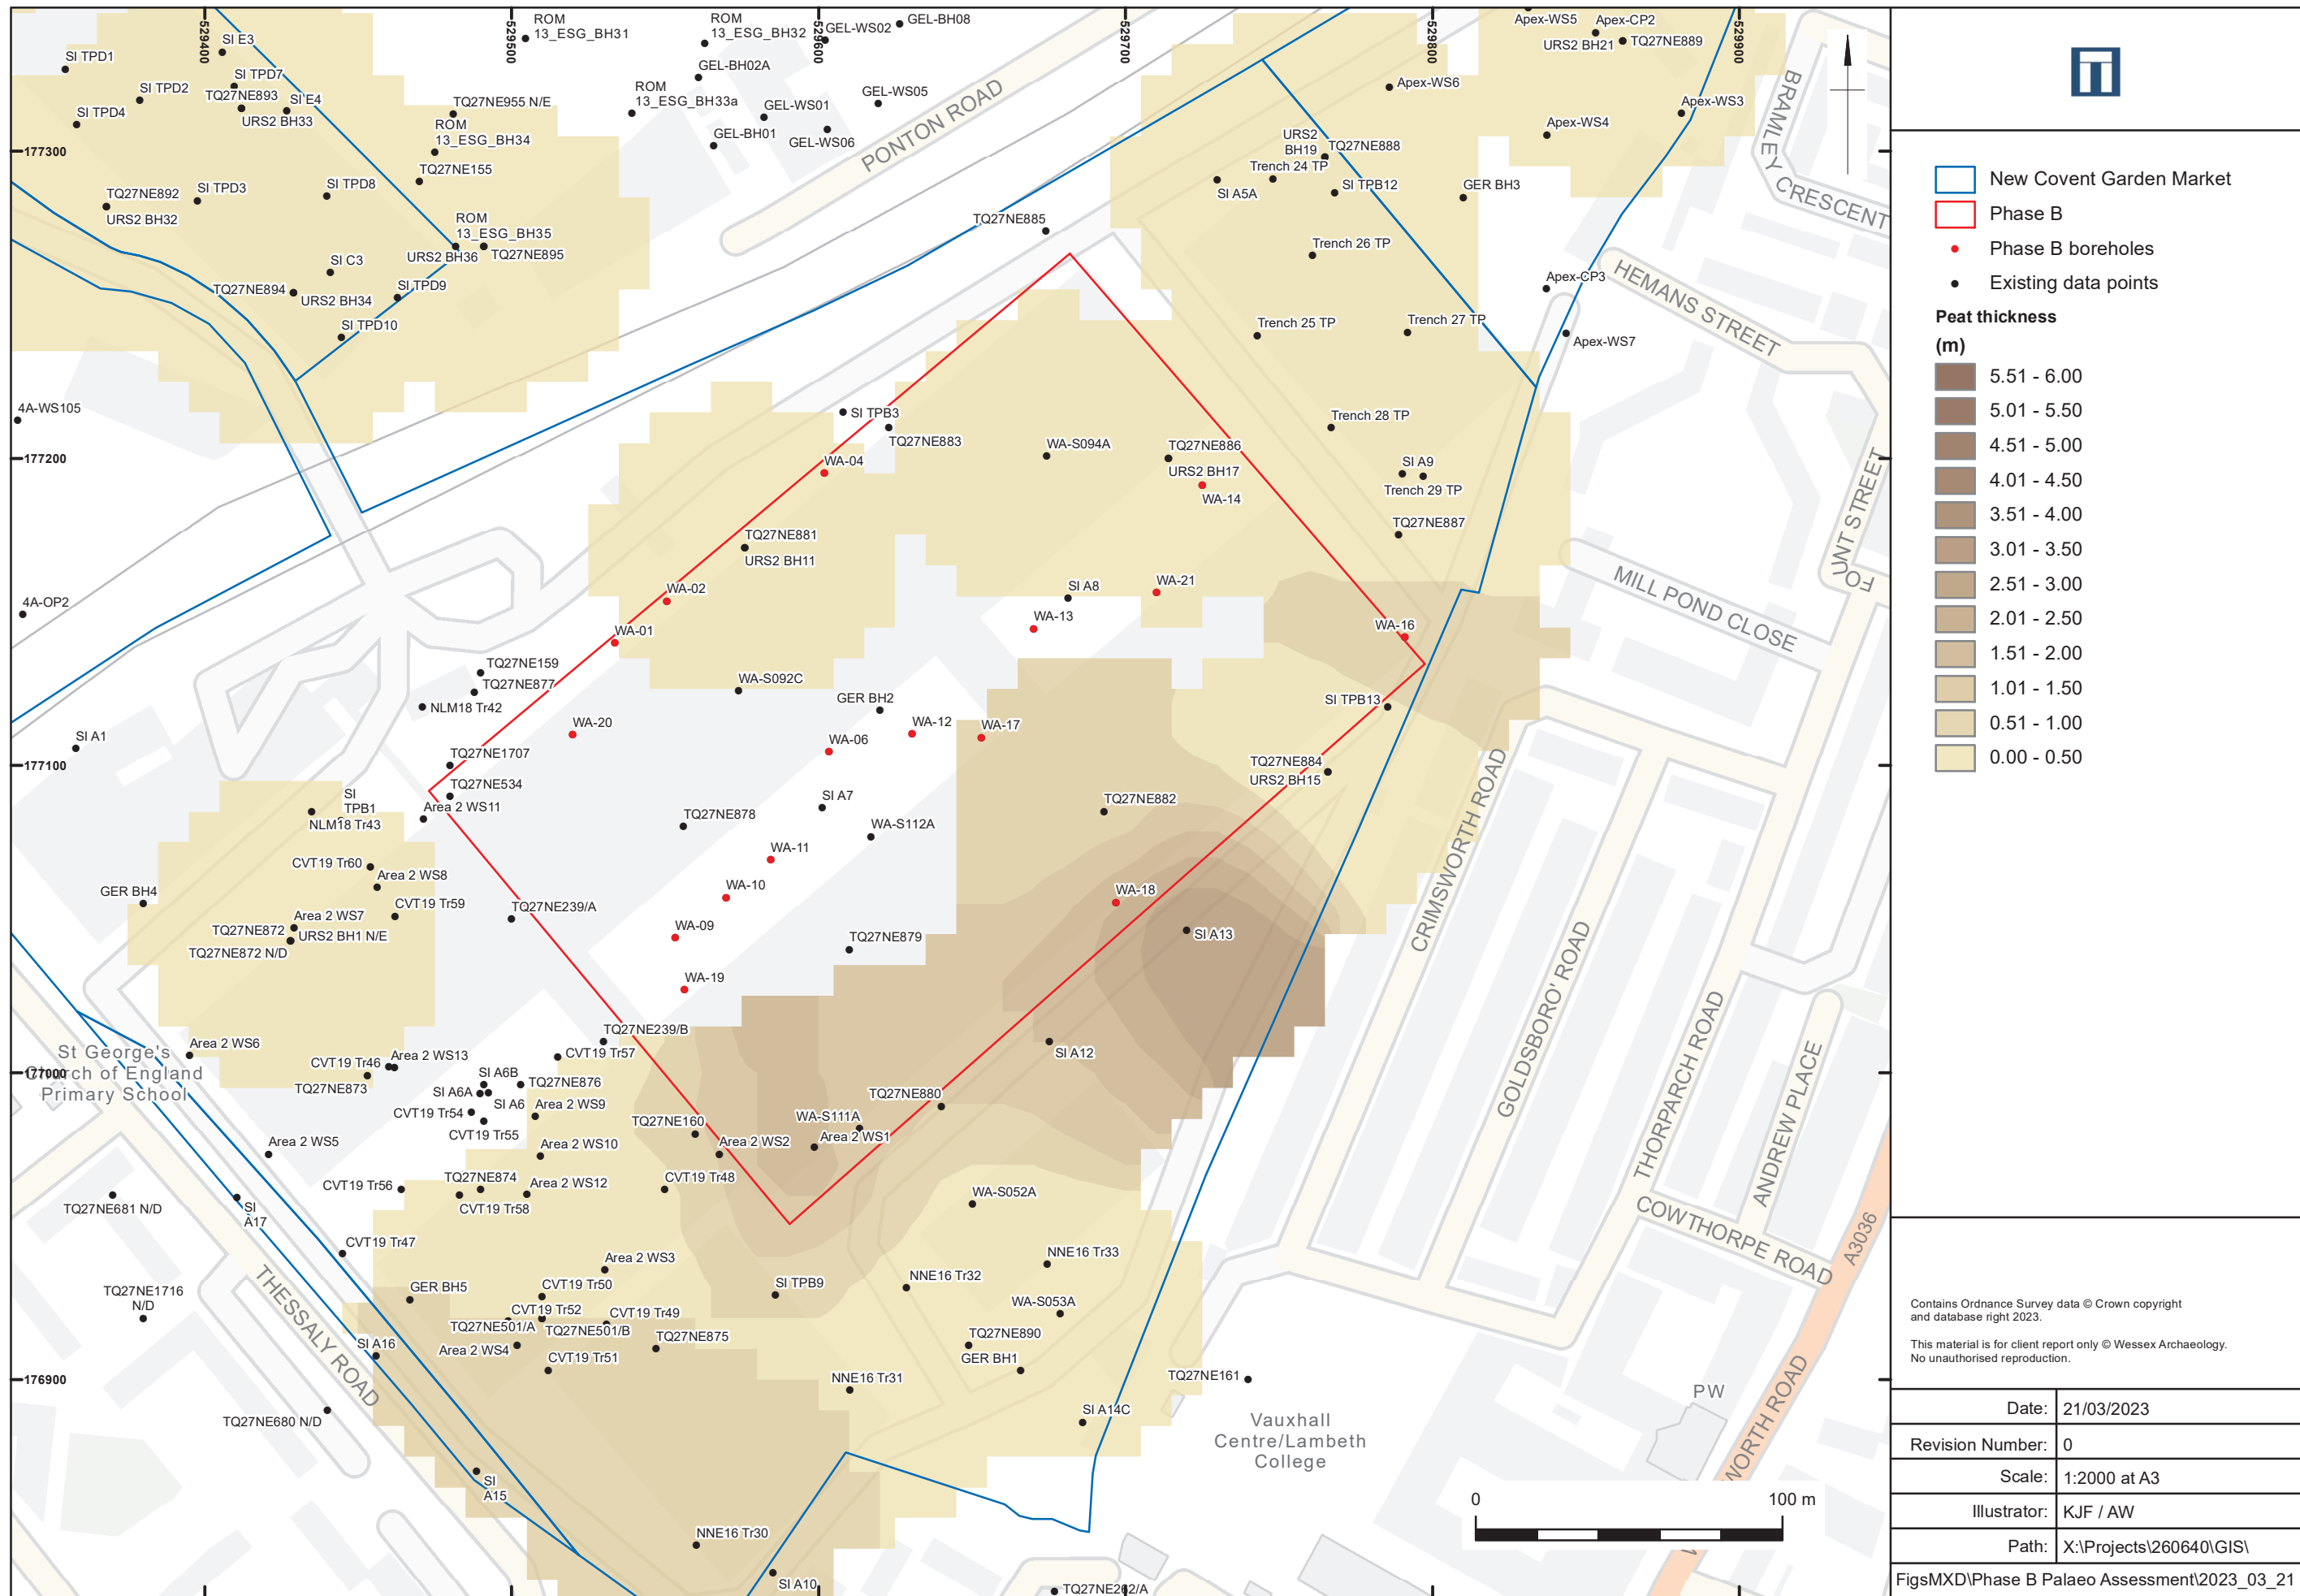 529400
529500
529600
529700
529800
529900
177300
177200
177100
177000
176900
SI E3
SI TPD1
SI TPD7
SI TPD2
TQ27NE893
SI E4
SI TPD4
URS2 BH33
TQ27NE955 N/E
ROM
13_ESG_BH34
TQ27NE155
TQ27NE892
URS2 BH32
SI TPD3
SI TPD8
ROM
13_ESG_BH35
URS2 BH36
TQ27NE895
SI C3
TQ27NE894
URS2 BH34
SI TPD9
SI TPD10
ROM
13_ESG_BH31
ROM
13_ESG_BH32
GEL-WS02
GEL-BH08
GEL-BH02A
ROM
13_ESG_BH33a
GEL-WS01
GEL-WS05
GEL-BH01
GEL-WS06
PONTON ROAD
TQ27NE885
Apex-WS5
Apex-CP2
URS2 BH21
TQ27NE889
Apex-WS6
Apex-WS3
Apex-WS4
URS2
BH19
TQ27NE888
Trench 24 TP
SI A5A
SI TPB12
GER BH3
Trench 26 TP
Apex-CP3
Trench 25 TP
Trench 27 TP
Apex-WS7
BRAMLEY
CRESCENT
HEMANS STREET
4A-WS105
4A-OP2
SI TPB3
TQ27NE883
WA-04
WA-S094A
TQ27NE886
URS2 BH17
WA-14
Trench 28 TP
SI A9
Trench 29 TP
TQ27NE887
TQ27NE881
URS2 BH11
WA-02
WA-01
SI A8
WA-21
WA-13
WA-16
MILL POND CLOSE
TQ27NE159
TQ27NE877
NLM18 Tr42
WA-S092C
GER BH2
WA-20
WA-06
WA-12
WA-17
SI TPB13
SI A1
TQ27NE1707
TQ27NE534
Area 2 WS11
SI
TPB1
NLM18 Tr43
TQ27NE884
URS2 BH15
TQ27NE878
SI A7
WA-S112A
TQ27NE882
WA-11
CVT19 Tr60
Area 2 WS8
GER BH4
WA-10
WA-18
Area 2 WS7
CVT19 Tr59
TQ27NE239/A
TQ27NE872
URS2 BH1 N/E
TQ27NE872 N/D
WA-09
TQ27NE879
SI A13
CRIMSWORTH ROAD
GOLDSBORO' ROAD
THORPARCH ROAD
ANDREW PLACE
WA-19
TQ27NE239/B
Area 2 WS6
CVT19 Tr46
Area 2 WS13
CVT19 Tr57
SI A12
St George's
Church of England
Primary School
TQ27NE873
SI A6B
TQ27NE876
SI A6A
SI A6
Area 2 WS9
CVT19 Tr54
CVT19 Tr55
TQ27NE880
TQ27NE160
WA-S111A
Area 2 WS1
Area 2 WS2
Area 2 WS5
Area 2 WS10
CVT19 Tr56
TQ27NE874
Area 2 WS12
CVT19 Tr58
CVT19 Tr48
WA-S052A
TQ27NE681 N/D
SI
A17
CVT19 Tr47
COWTHORPE ROAD
A3036
TQ27NE1716
N/D
THESSALY ROAD
GER BH5
Area 2 WS3
CVT19 Tr50
SI TPB9
NNE16 Tr33
NNE16 Tr32
WA-S053A
CVT19 Tr52
TQ27NE501/A
CVT19 Tr49
TQ27NE501/B
TQ27NE875
SI A16
Area 2 WS4
CVT19 Tr51
TQ27NE890
GER BH1
NNE16 Tr31
TQ27NE161
TQ27NE680 N/D
SI A14C
Vauxhall
Centre/Lambeth
College
PW
WORTH ROAD
SI
A15
NNE16 Tr30
SI A10
TQ27NE262/A
0
100 m
New Covent Garden Market
Phase B
Phase B boreholes
Existing data points
Peat thickness
(m)
5.51 - 6.00
5.01 - 5.50
4.51 - 5.00
4.01 - 4.50
3.51 - 4.00
3.01 - 3.50
2.51 - 3.00
2.01 - 2.50
1.51 - 2.00
1.01 - 1.50
0.51 - 1.00
0.00 - 0.50
Contains Ordnance Survey data © Crown copyright
and database right 2023.
This material is for client report only © Wessex Archaeology.
No unauthorised reproduction.
Date: 21/03/2023
Revision Number: 0
Scale: 1:2000 at A3
Illustrator: KJF / AW
Path: X:\Projects\260640\GIS\
FigsMXD\Phase B Palaeo Assessment\2023_03_21